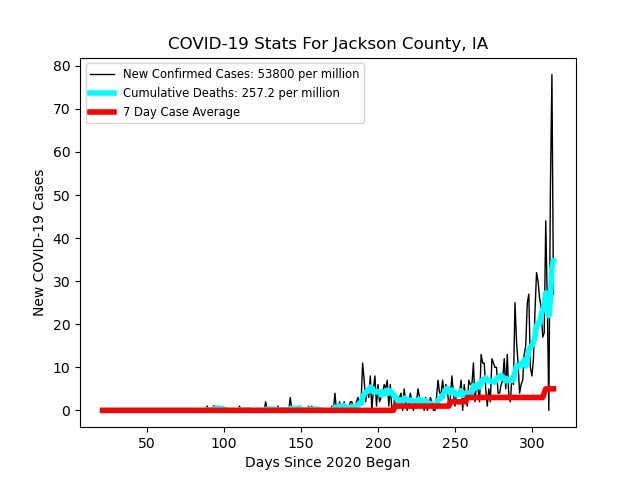 COVID-19 Stats For Jackson County, IA
New Confirmed Cases: 53800 per million
Cumulative Deaths: 257.2 per million
7 Day Case Average
80
70
60
50
40
30
20
10
0
New COVID-19 Cases
50 100 150 200 250 300
Days Since 2020 Began